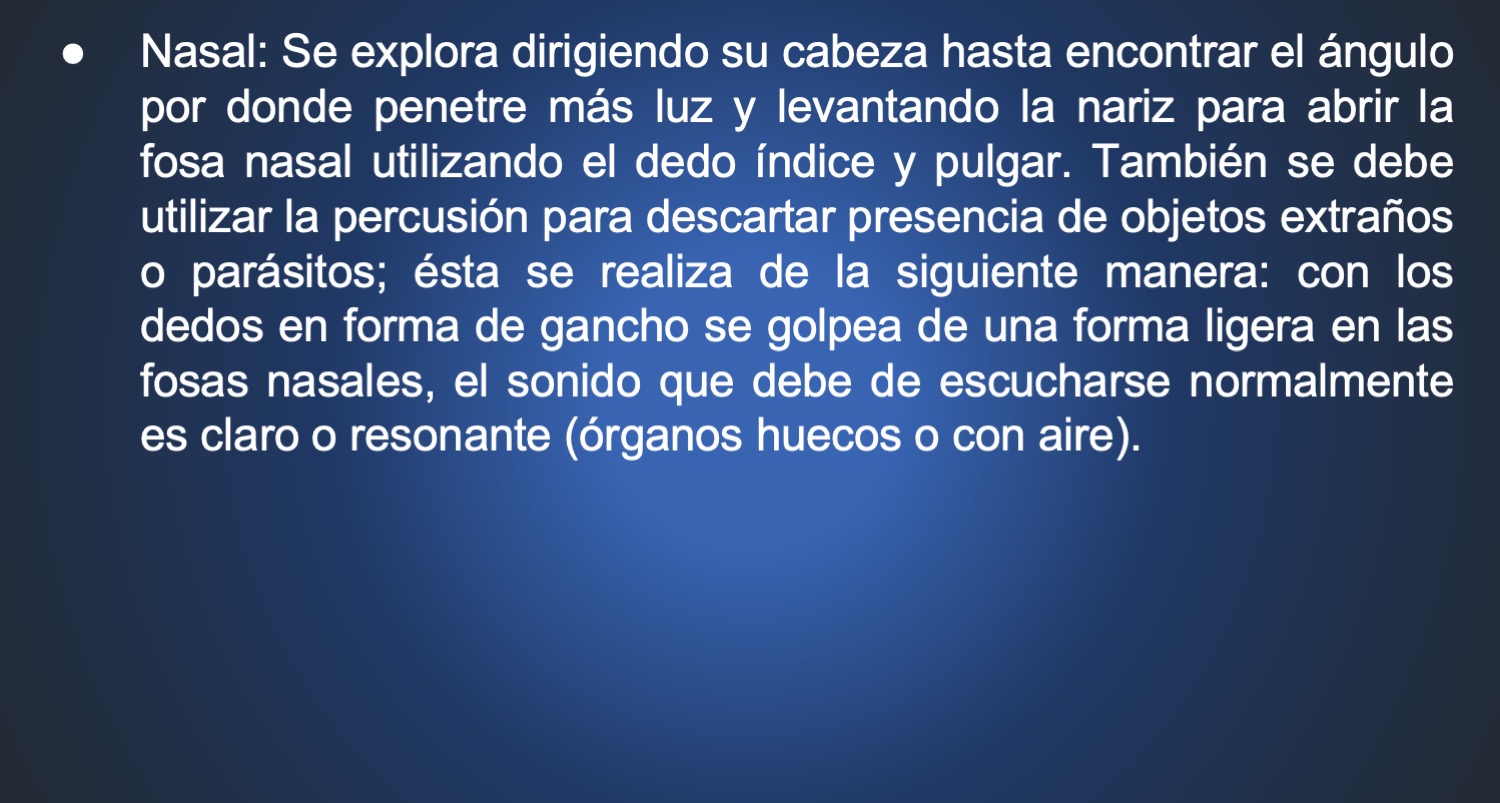 ● Nasal: Se explora dirigiendo su cabeza hasta encontrar el ángulo
por donde penetre más luz y levantando la nariz para abrir la
fosa nasal utilizando el dedo índice y pulgar. También se debe
utilizar la percusión para descartar presencia de objetos extraños
o parásitos; ésta se realiza de la siguiente manera: con los
dedos en forma de gancho se golpea de una forma ligera en las
fosas nasales, el sonido que debe de escucharse normalmente
es claro o resonante (órganos huecos o con aire).